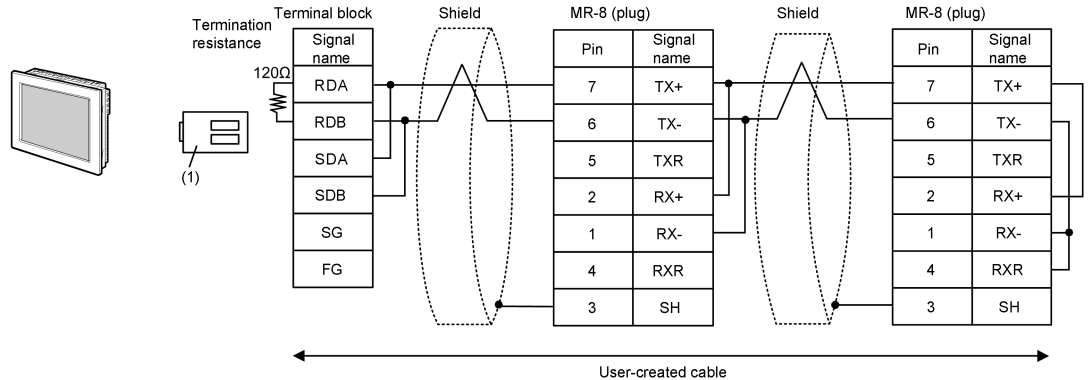 Termination
resistance
120Ω
(1)
Terminal block
Signal
name
RDA
RDB
SDA
SDB
SG
FG
Shield
MR-8 (plug)
Pin Signal
name
7 TX+
6 TX-
5 TXR
2 RX+
1 RX-
4 RXR
3 SH
Shield
MR-8 (plug)
Pin Signal
name
7 TX+
6 TX-
5 TXR
2 RX+
1 RX-
4 RXR
3 SH
User-created cable